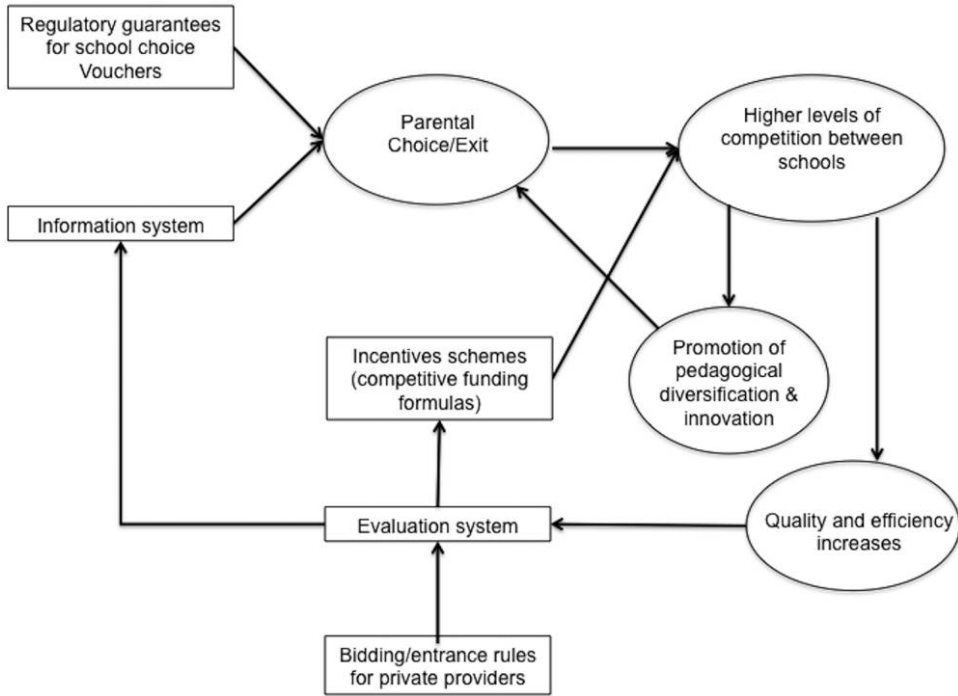 Regulatory guarantees
for school choice
Vouchers
Parental
Choice/Exit
Higher levels of
competition between
schools
Information system
Incentives schemes
(competitive funding
formulas)
Promotion of
pedagogical
diversification &
innovation
Evaluation system
Quality and efficiency
increases
Bidding/entrance rules
for private providers